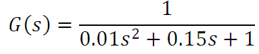 G(s) = 1 / (0.01s² + 0.15s + 1)